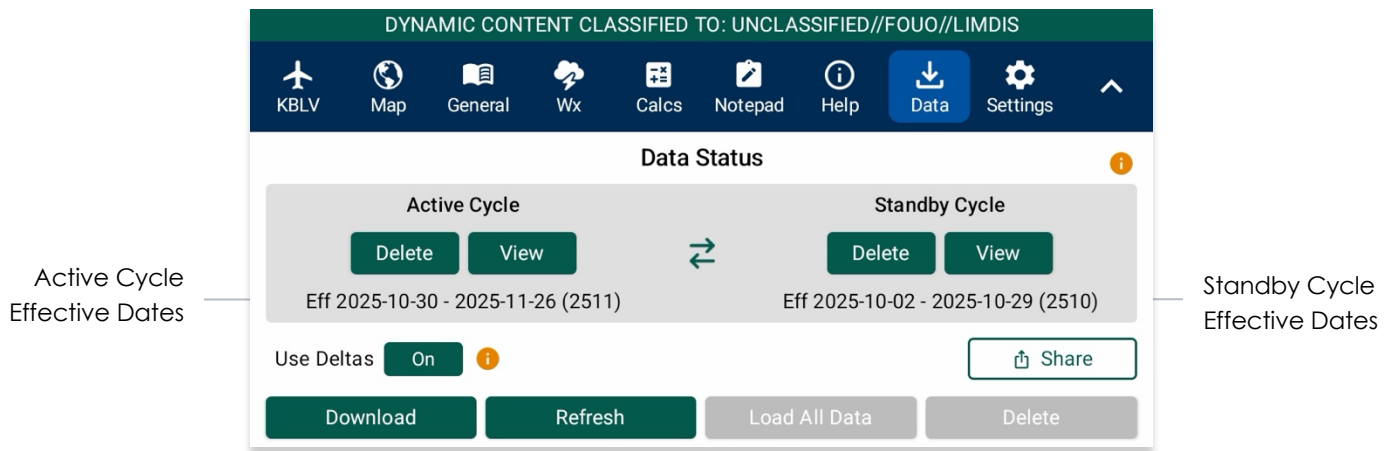 DYNAMIC CONTENT CLASSIFIED TO: UNCLASSIFIED//FOUO//LIMDIS
KBLV Map General Wx Calcs Notepad Help Data Settings
Data Status
Active Cycle
Standby Cycle
Delete View
Delete View
Active Cycle
Effective Dates
Eff 2025-10-30 - 2025-11-26 (2511)
Eff 2025-10-02 - 2025-10-29 (2510)
Standby Cycle
Effective Dates
Use Deltas On
Share
Download Refresh Load All Data Delete